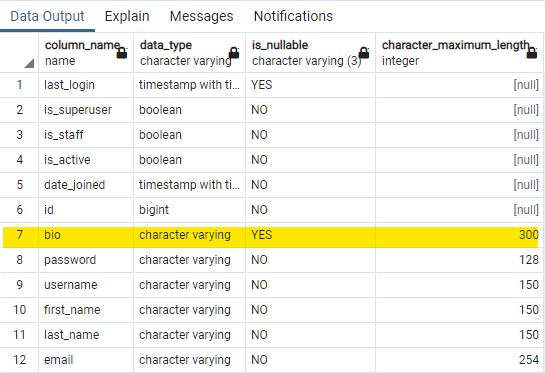 Data Output Explain Messages Notifications
column_name data_type is_nullable character_maximum_length
name character varying character varying (3) integer
1 last_login timestamp with ti... YES [null]
2 is_superuser boolean NO [null]
3 is_staff boolean NO [null]
4 is_active boolean NO [null]
5 date_joined timestamp with ti... NO [null]
6 id bigint NO [null]
7 bio character varying YES 300
8 password character varying NO 128
9 username character varying NO 150
10 first_name character varying NO 150
11 last_name character varying NO 150
12 email character varying NO 254